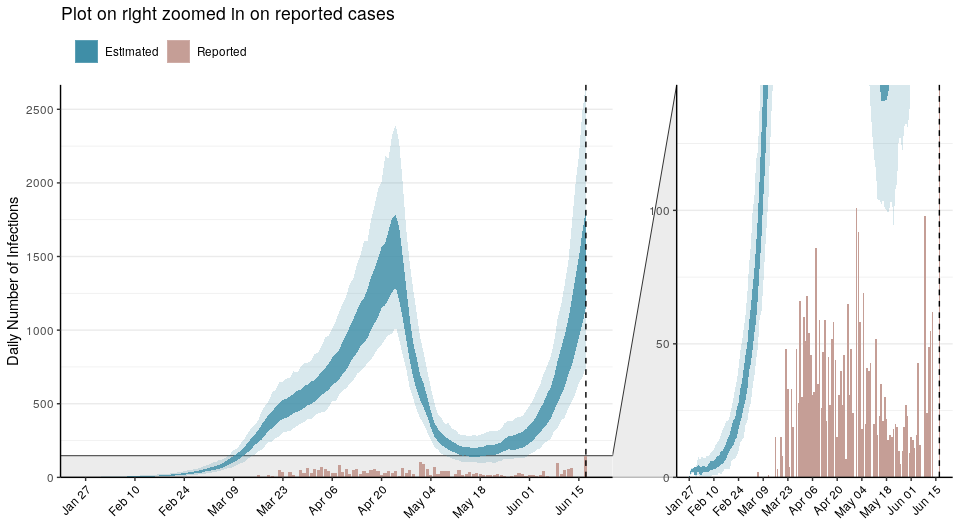 Plot on right zoomed in on reported cases
Estimated Reported
Daily Number of Infections
2500
2000
1500
1000
500
0
Jan 27 Feb 10 Feb 24 Mar 09 Mar 23 Apr 06 Apr 20 May 04 May 18 Jun 01 Jun 15
100
50
0
Jan 27 Feb 10 Feb 24 Mar 09 Mar 23 Apr 06 Apr 20 May 04 May 18 Jun 01 Jun 15